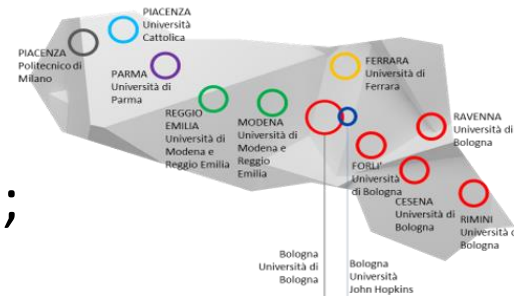 PIACENZA
Università
Cattolica
PIACENZA
Politecnico di
Milano
PARMA
Università di
Parma
REGGIO
EMILIA
Università di
Modena e
Reggio Emilia
MODENA
Università di
Modena e
Reggio
Emilia
FERRARA
Università di
Ferrara
RAVENNA
Università di
Bologna
FORLI'
Università
di Bologna
CESENA
Università di
Bologna
RIMINI
Università
Bologna
;
Bologna
Università di
Bologna
Bologna
Università
John Hopkins